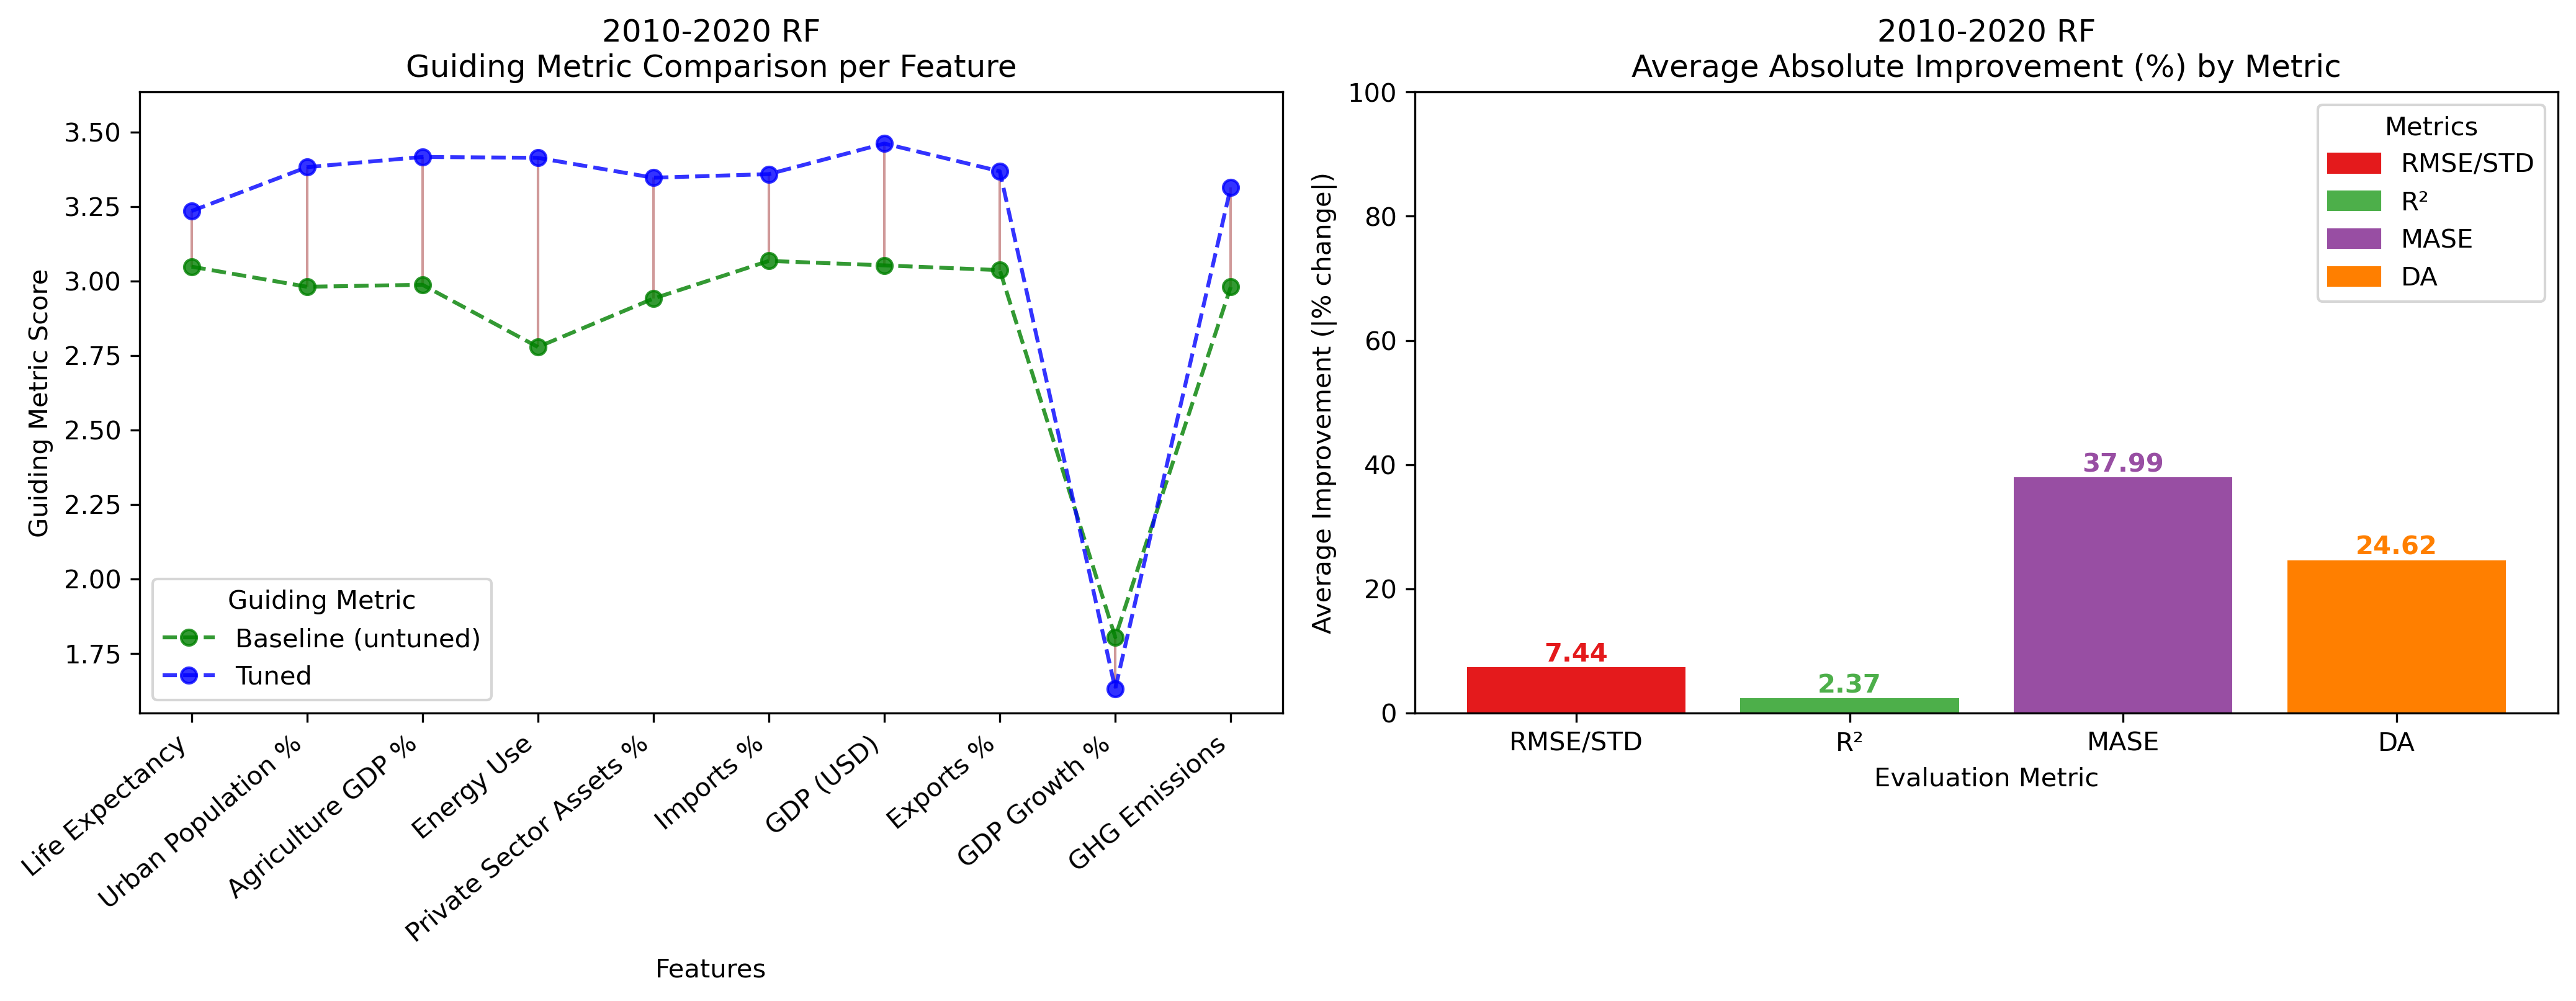 2010-2020 RF
Guiding Metric Comparison per Feature
Guiding Metric Score
3.50
3.25
3.00
2.75
2.50
2.25
2.00
1.75
Guiding Metric
Baseline (untuned)
Tuned
Life Expectancy
Urban Population %
Agriculture GDP %
Energy Use
Private Sector Assets %
Imports %
GDP (USD)
Exports %
GDP Growth %
GHG Emissions
Features
2010-2020 RF
Average Absolute Improvement (%) by Metric
Average Improvement (|% change|)
100
80
60
40
20
0
Metrics
RMSE/STD
R²
MASE
DA
7.44
2.37
37.99
24.62
RMSE/STD
R²
MASE
DA
Evaluation Metric